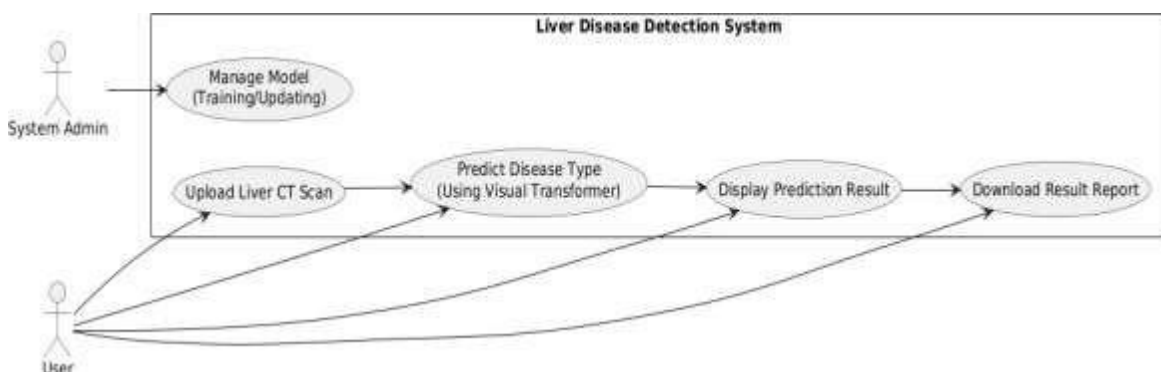 Liver Disease Detection System
Manage Model
(Training/Updating)
System Admin
Upload Liver CT Scan
Predict Disease Type
(Using Visual Transformer)
Display Prediction Result
Download Result Report
User